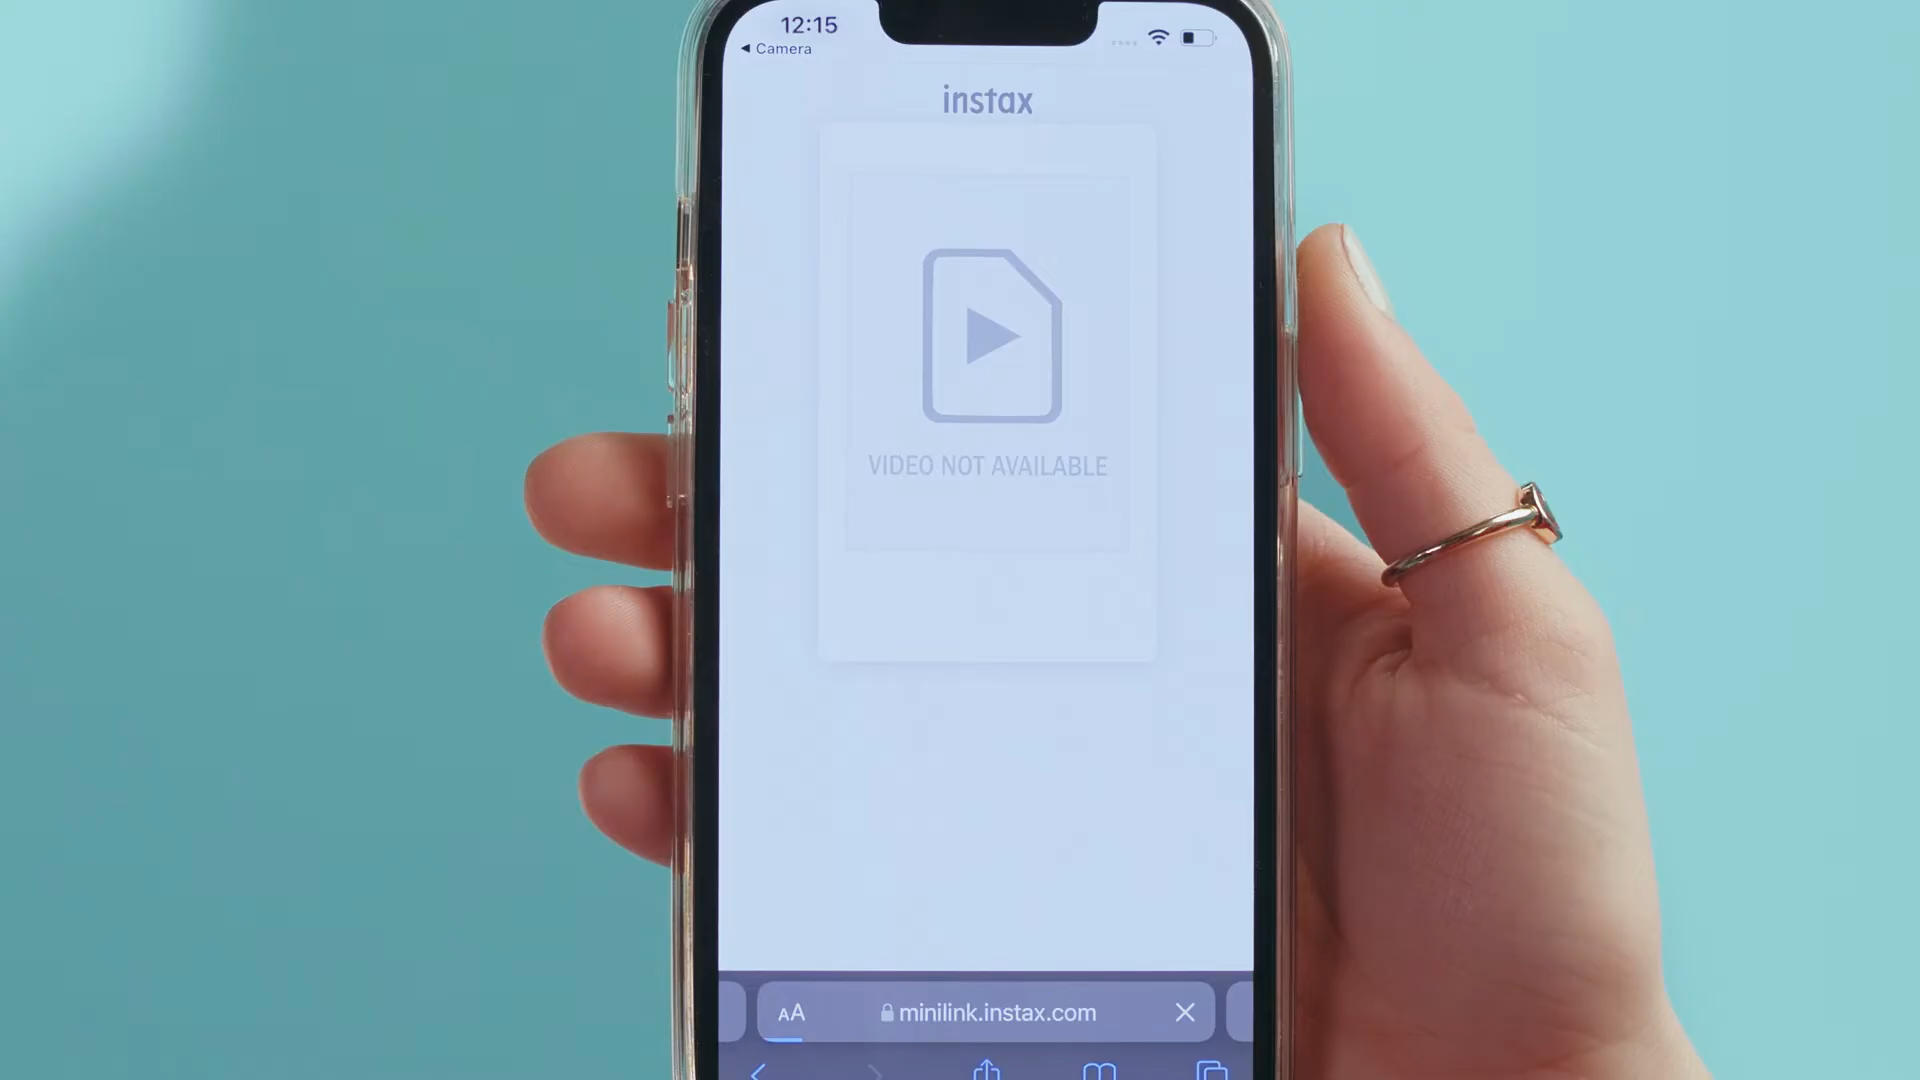 12:15
◀ Camera
instax
VIDEO NOT AVAILABLE
AA
minilink.instax.com